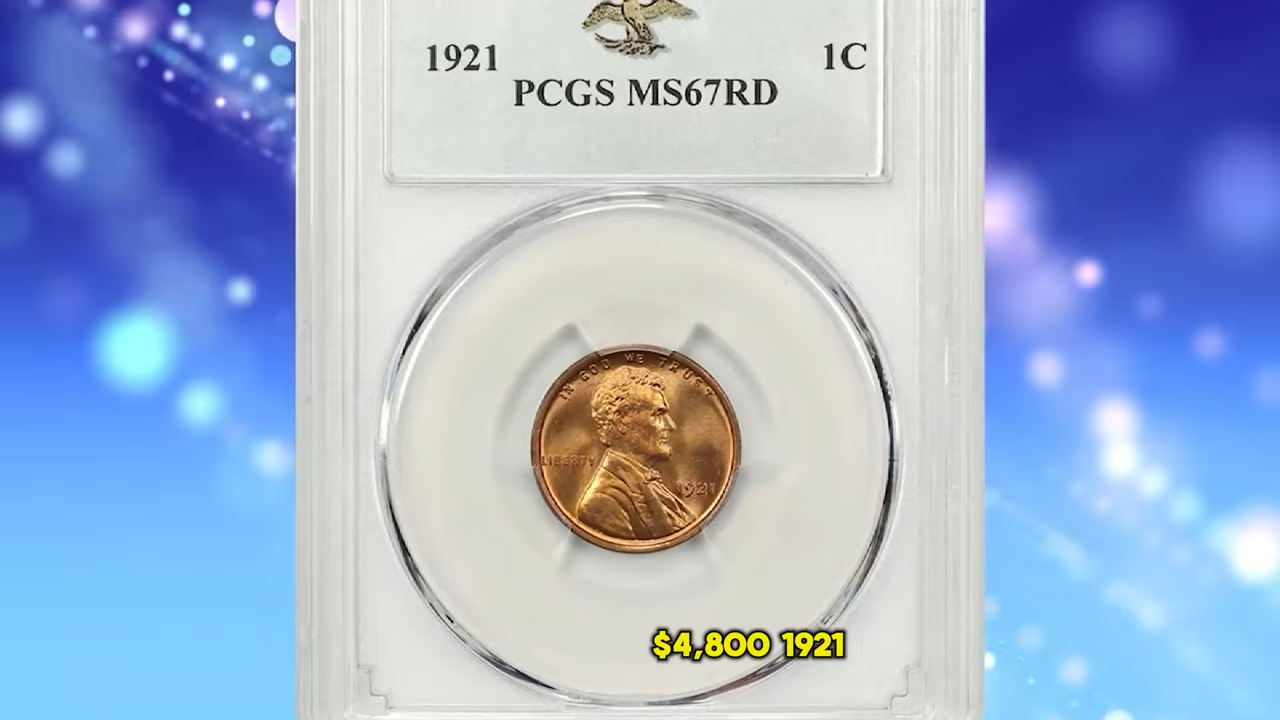 1921 1C
PCGS MS67RD
IN GOD WE TRUST
LIBERTY
1921
$4,800 1921